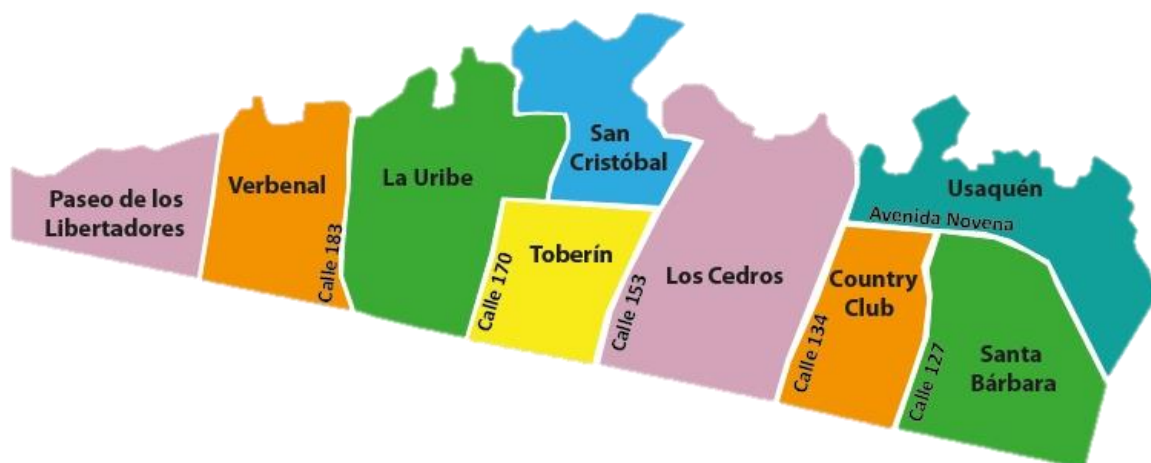 Paseo de los
Libertadores
Verbenal
Calle 183
La Uribe
Calle 170
San
Cristóbal
Toberín
Calle 153
Los Cedros
Calle 134
Usaquén
Avenida Novena
Country
Club
Calle 127
Santa
Bárbara